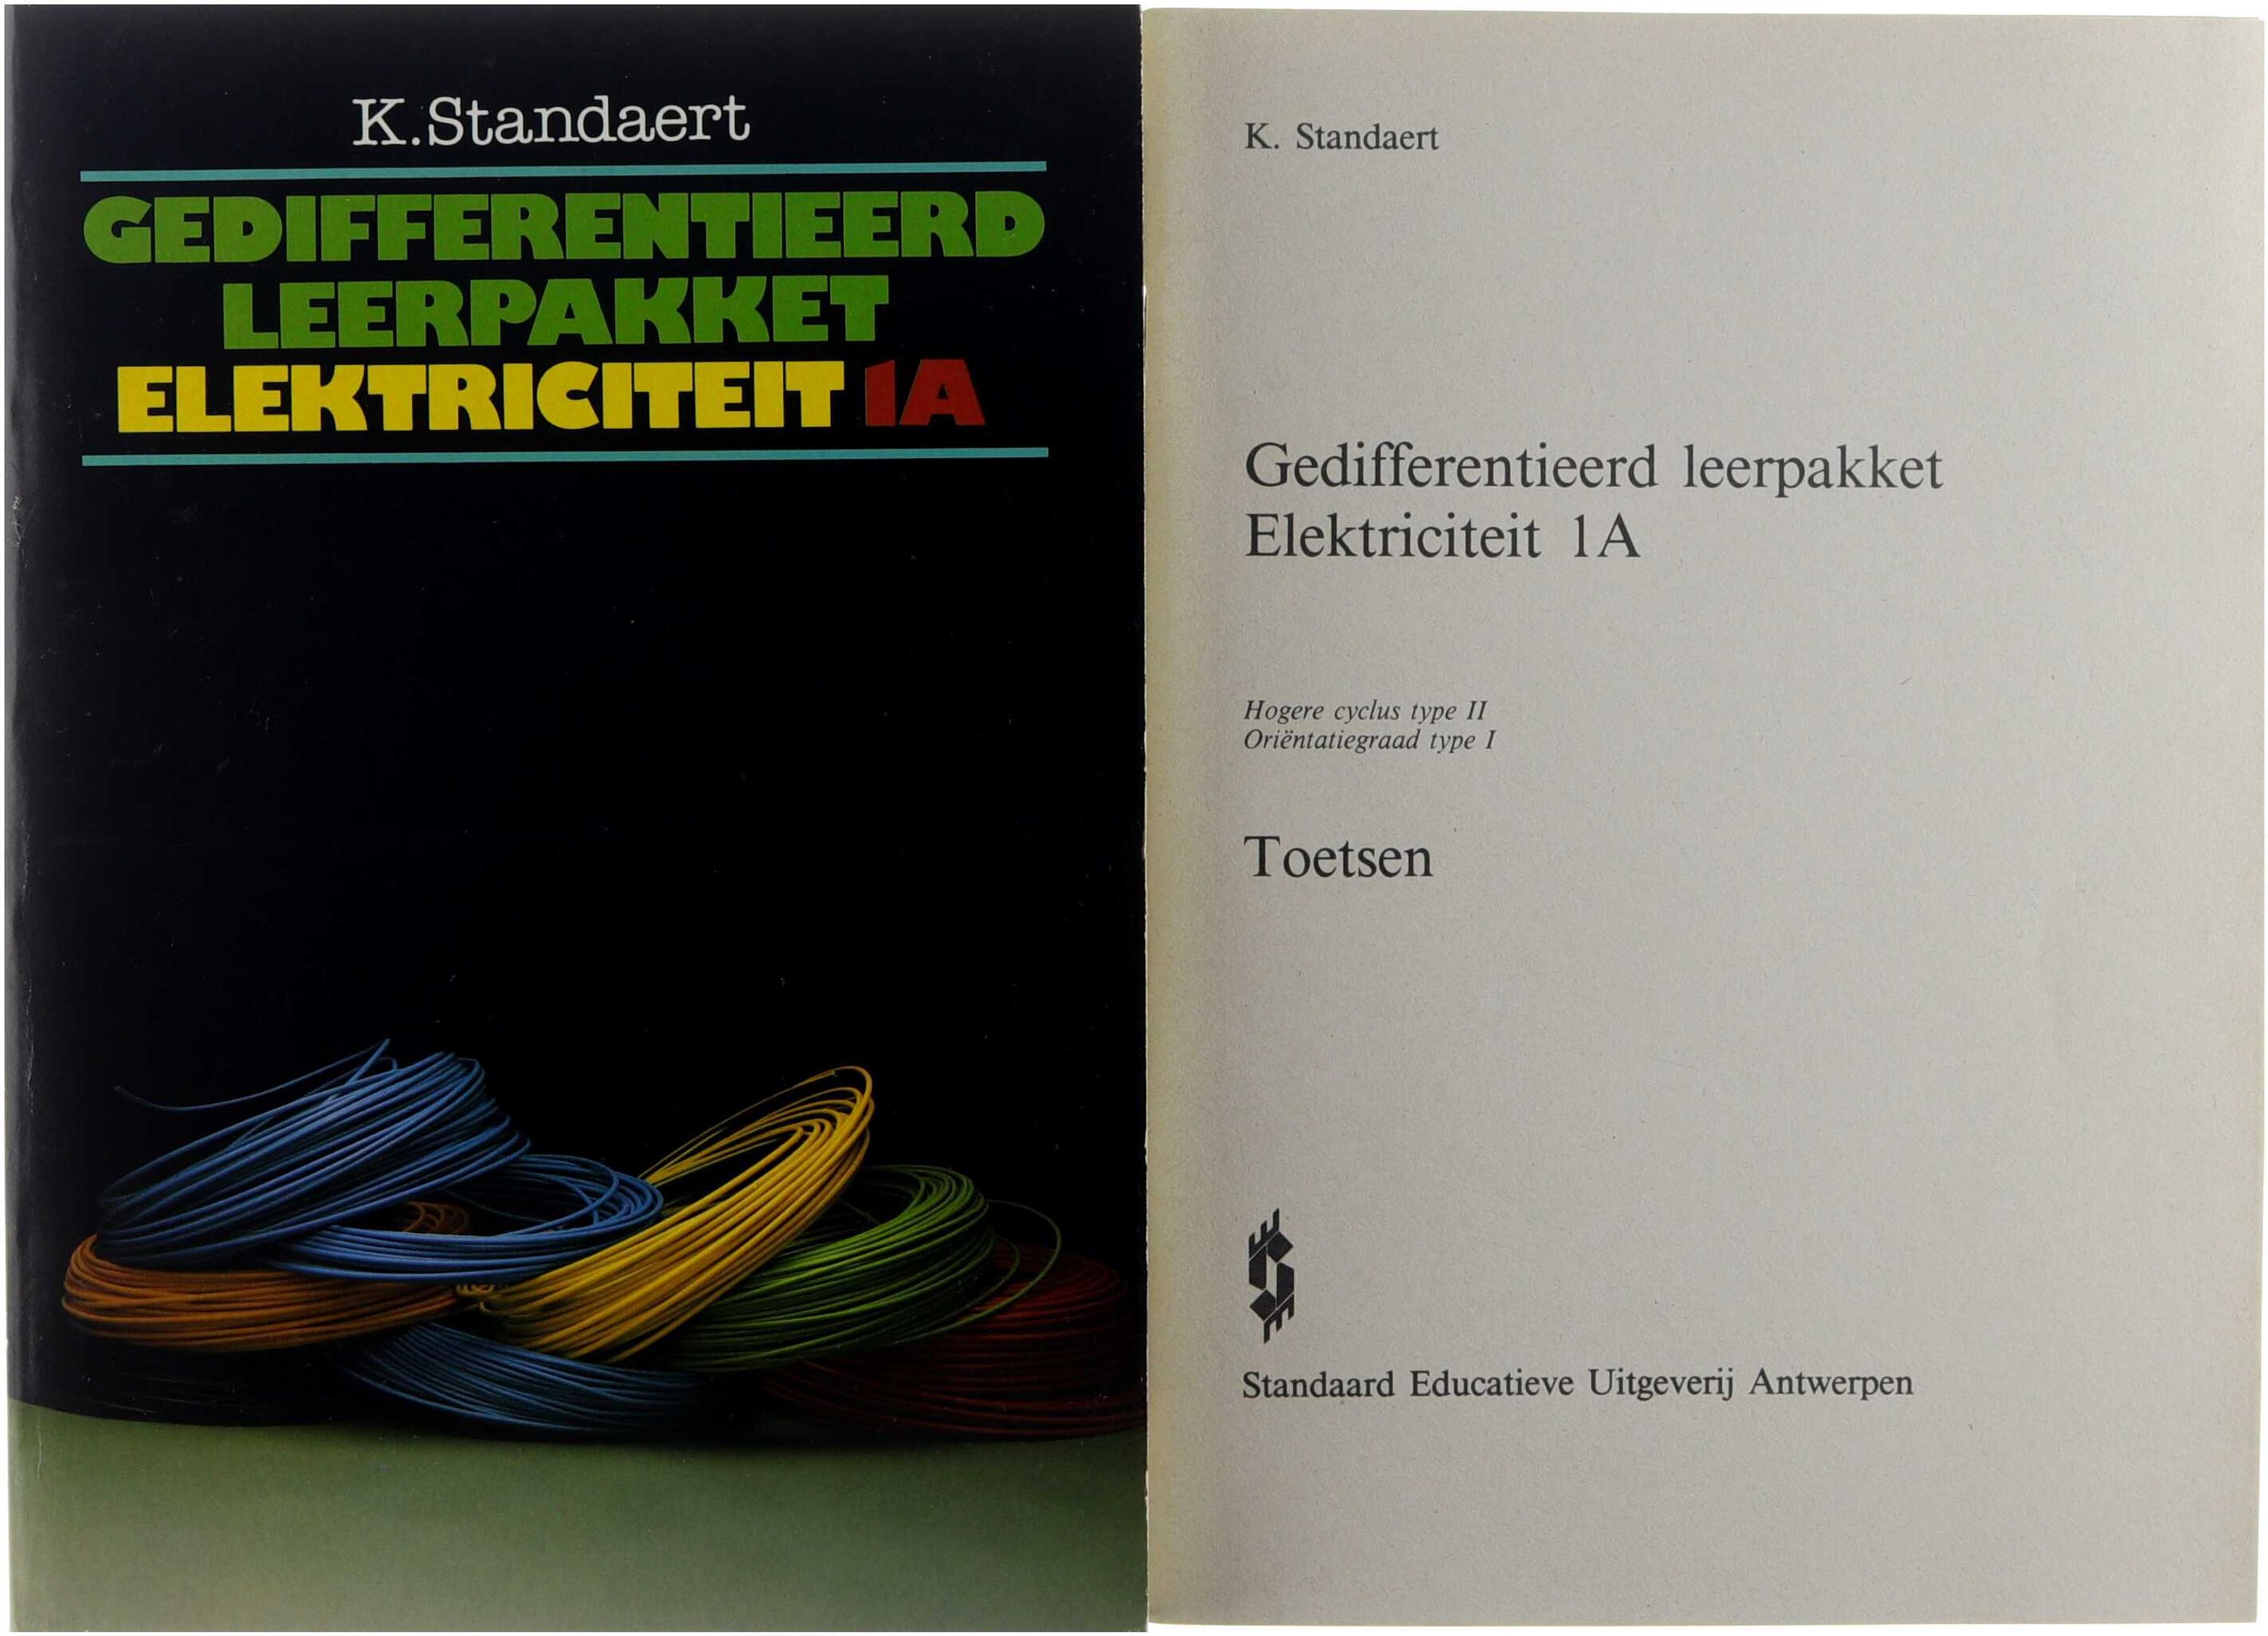 K.Standaert
GEDIFFERENTIEERD
LEERPAKKET
ELEKTRICITEIT 1A
K. Standaert
Gedifferentieerd leerpakket
Elektriciteit 1A
Hogere cyclus type II
Oriëntatiegraad type I
Toetsen
Standaard Educatieve Uitgeverij Antwerpen